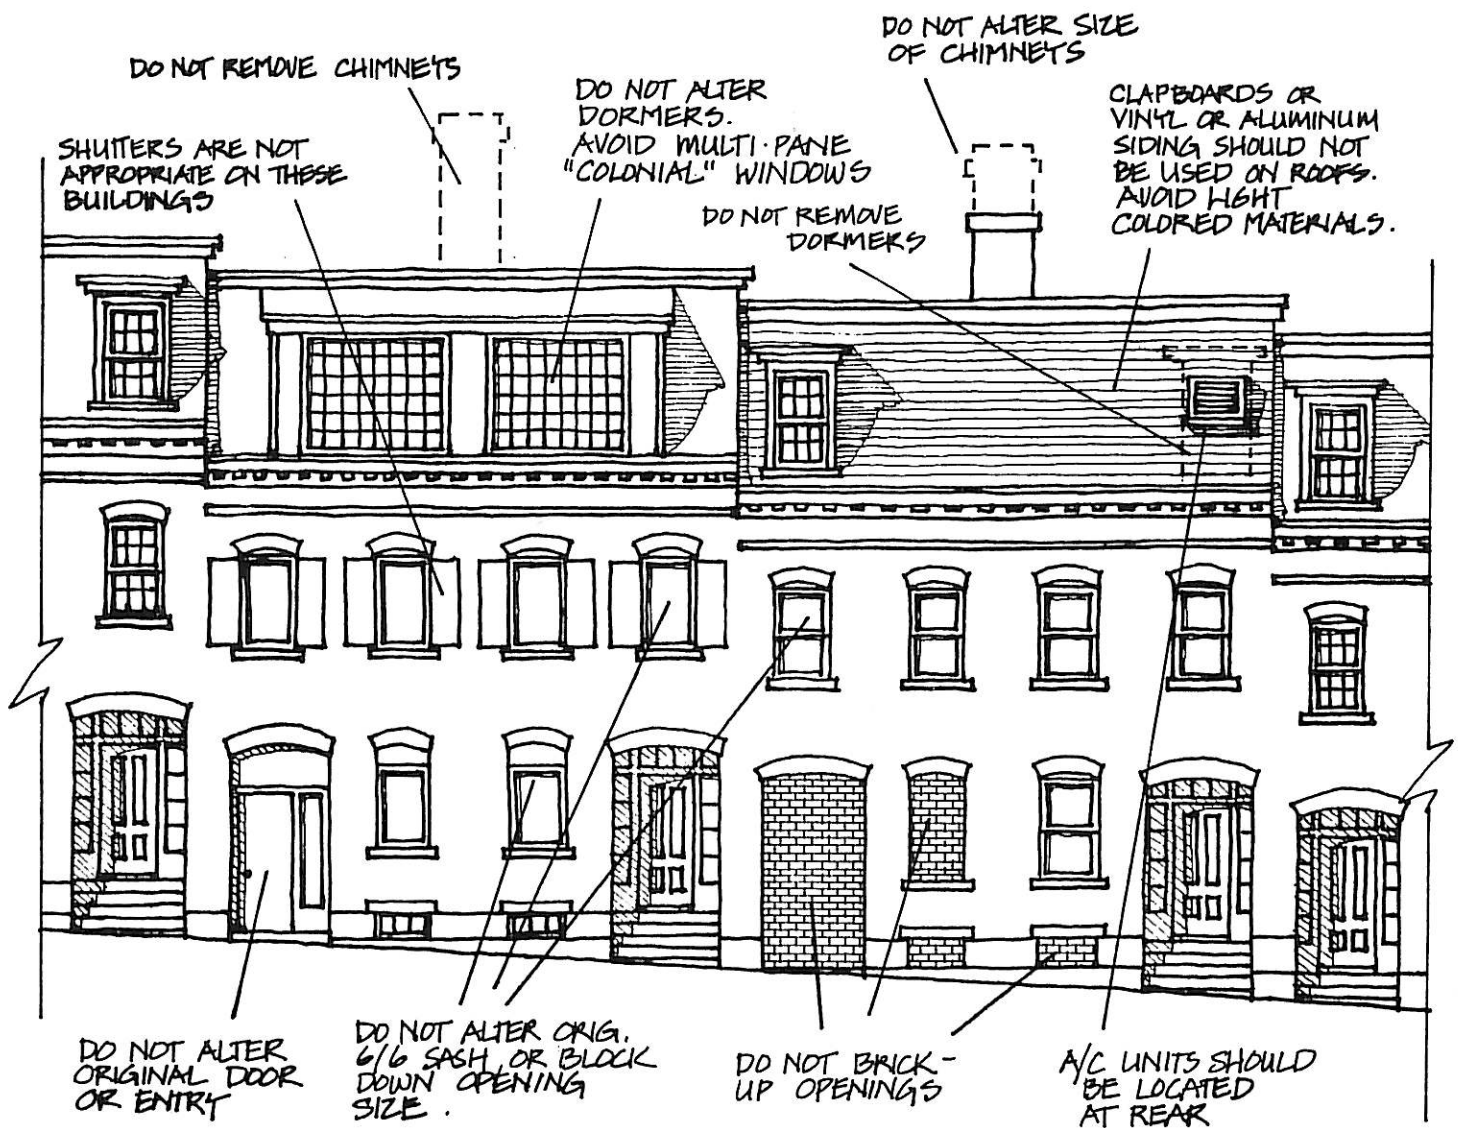 DO NOT REMOVE CHIMNEYS
DO NOT ALTER SIZE
OF CHIMNEYS
DO NOT ALTER
DORMERS.
AVOID MULTI-PANE
"COLONIAL" WINDOWS
CLAPBOARDS OR
VINYL OR ALUMINUM
SIDING SHOULD NOT
BE USED ON ROOFS.
AVOID LIGHT
COLORED MATERIALS.
SHUTTERS ARE NOT
APPROPRIATE ON THESE
BUILDINGS
DO NOT REMOVE
DORMERS
DO NOT ALTER
ORIGINAL DOOR
OR ENTRY
DO NOT ALTER ORIG.
6/6 SASH, OR BLOCK
DOWN OPENING
SIZE.
DO NOT BRICK-
UP OPENINGS
A/C UNITS SHOULD
BE LOCATED
AT REAR